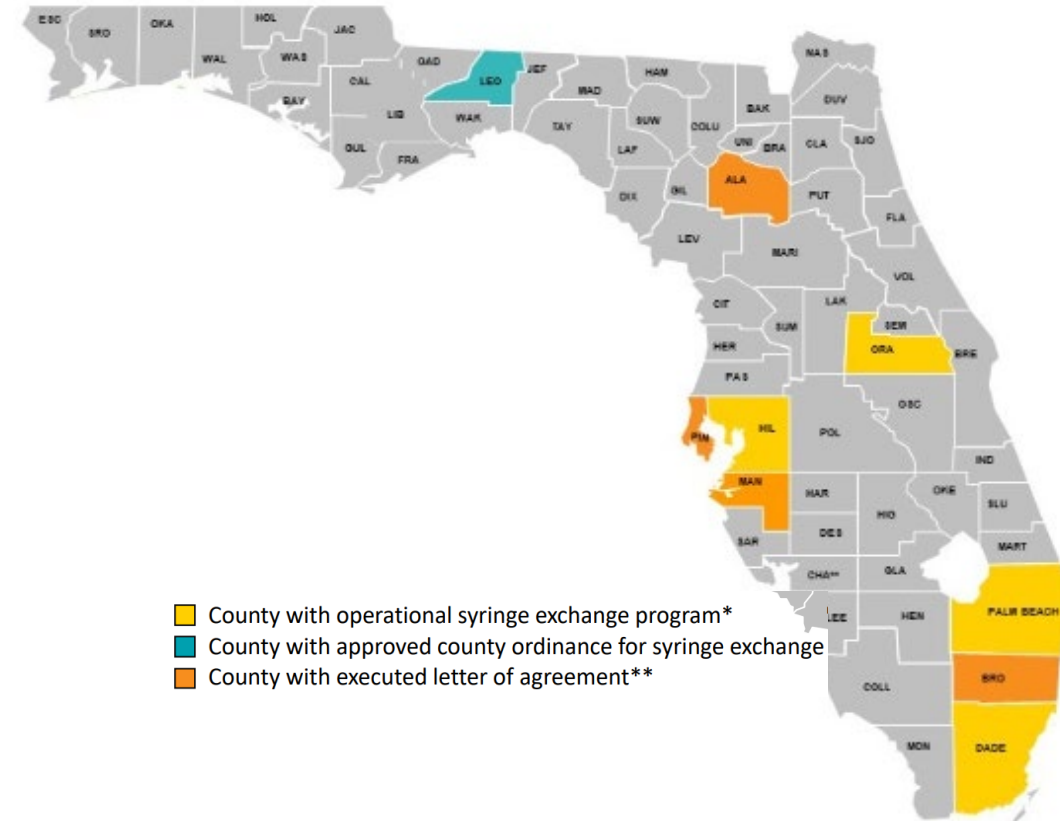 ESC
SRO
OKA
WAL
HOL
WAS
BAY
JAC
CAL
GUL
LIB
FRA
GAD
LEO
WAK
JEF
MAD
TAY
HAM
SUW
LAF
DIX
COLU
GIL
BAK
UNI
BRA
ALA
NAS
DUV
CLA
SJO
PUT
FLA
LEV
MARI
VOL
CIT
SUM
LAK
SEM
ORA
BRE
HER
PAS
PIN
HIL
POL
OSC
IND
MAN
HAR
HIG
OKE
SLU
SAR
DES
MART
CHA**
GLA
LEE
HEN
PALM BEACH
COLL
BRO
MON
DADE
County with operational syringe exchange program*
County with approved county ordinance for syringe exchange
County with executed letter of agreement**